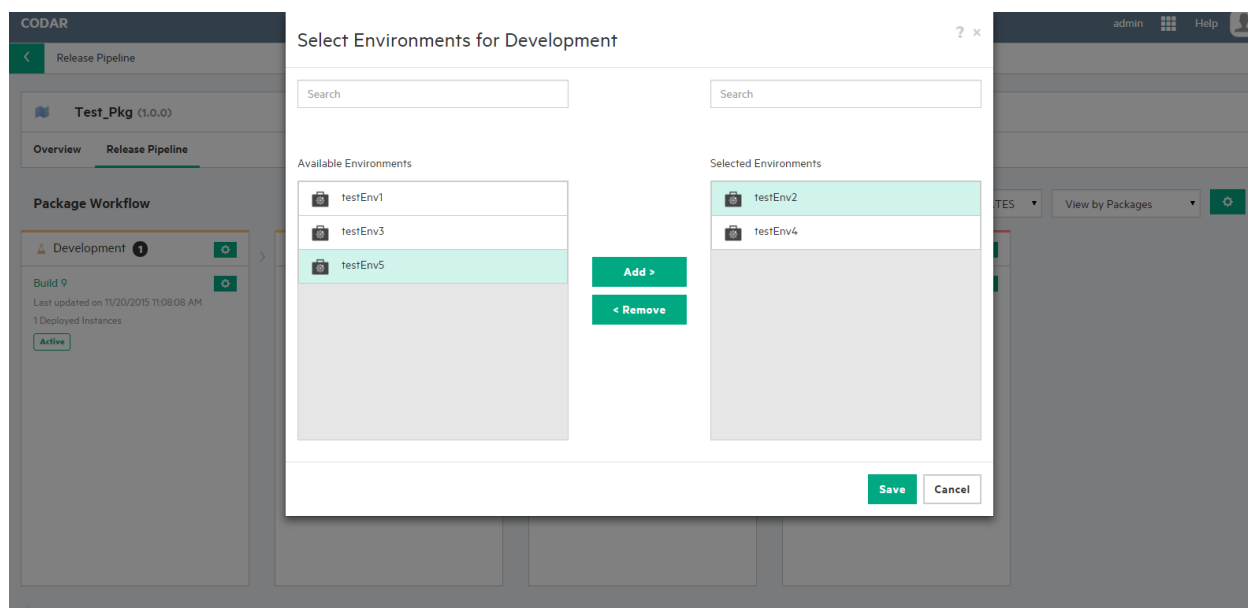 CODAR
admin
Help
Release Pipeline
Test_Pkg (1.0.0)
Overview
Release Pipeline
Package Workflow
TES
View by Packages
Development 1
Build 9
Last updated on 11/20/2015 11:08:08 AM
1 Deployed Instances
Active
Select Environments for Development
? ×
Search
Search
Available Environments
Selected Environments
testEnv1
testEnv3
testEnv5
Add >
< Remove
testEnv2
testEnv4
Save
Cancel